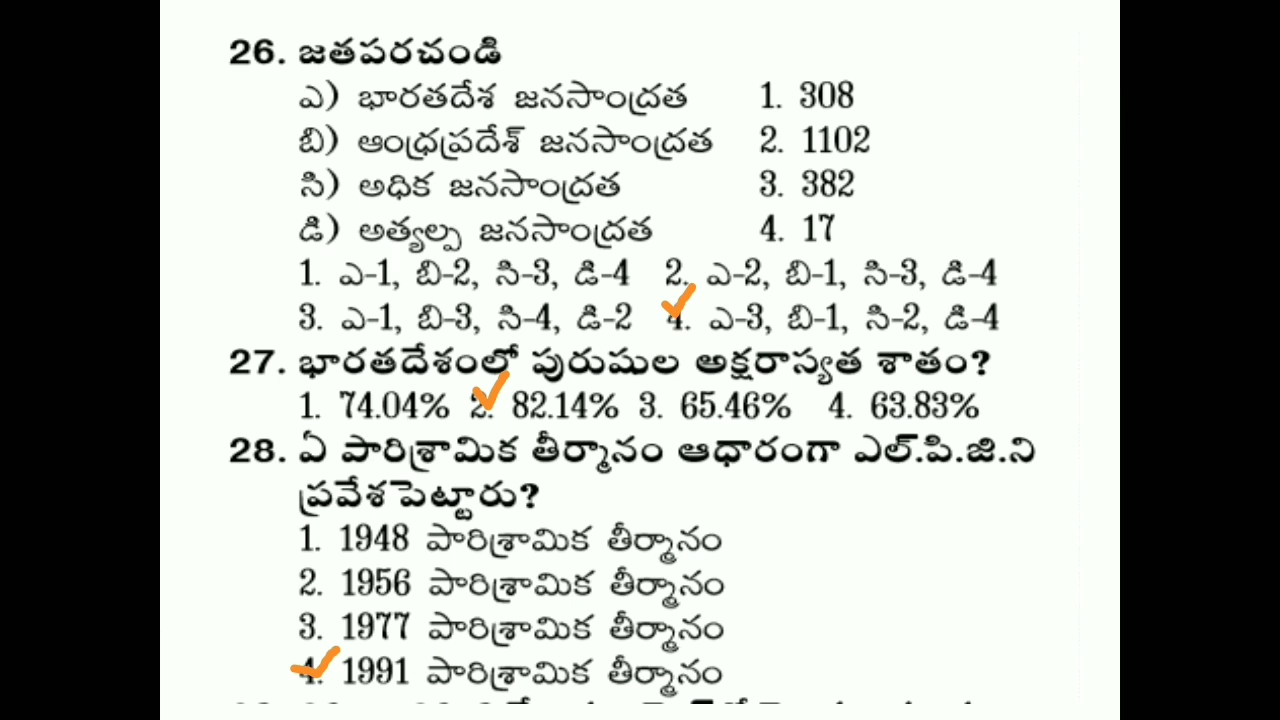 26. జతపరచండి
ఎ) భారతదేశ జనసాంద్రత 1. 308
బి) ఆంధ్రప్రదేశ్ జనసాంద్రత 2. 1102
సి) అధిక జనసాంద్రత 3. 382
డి) అత్యల్ప జనసాంద్రత 4. 17
1. ఎ-1, బి-2, సి-3, డి-4 2. ఎ-2, బి-1, సి-3, డి-4
3. ఎ-1, బి-3, సి-4, డి-2 4. ఎ-3, బి-1, సి-2, డి-4
27. భారతదేశంలో పురుషుల అక్షరాస్యత శాతం?
1. 74.04% 2. 82.14% 3. 65.46% 4. 63.83%
28. ఏ పారిశ్రామిక తీర్మానం ఆధారంగా ఎల్.పి.జి.ని
ప్రవేశపెట్టారు?
1. 1948 పారిశ్రామిక తీర్మానం
2. 1956 పారిశ్రామిక తీర్మానం
3. 1977 పారిశ్రామిక తీర్మానం
4. 1991 పారిశ్రామిక తీర్మానం